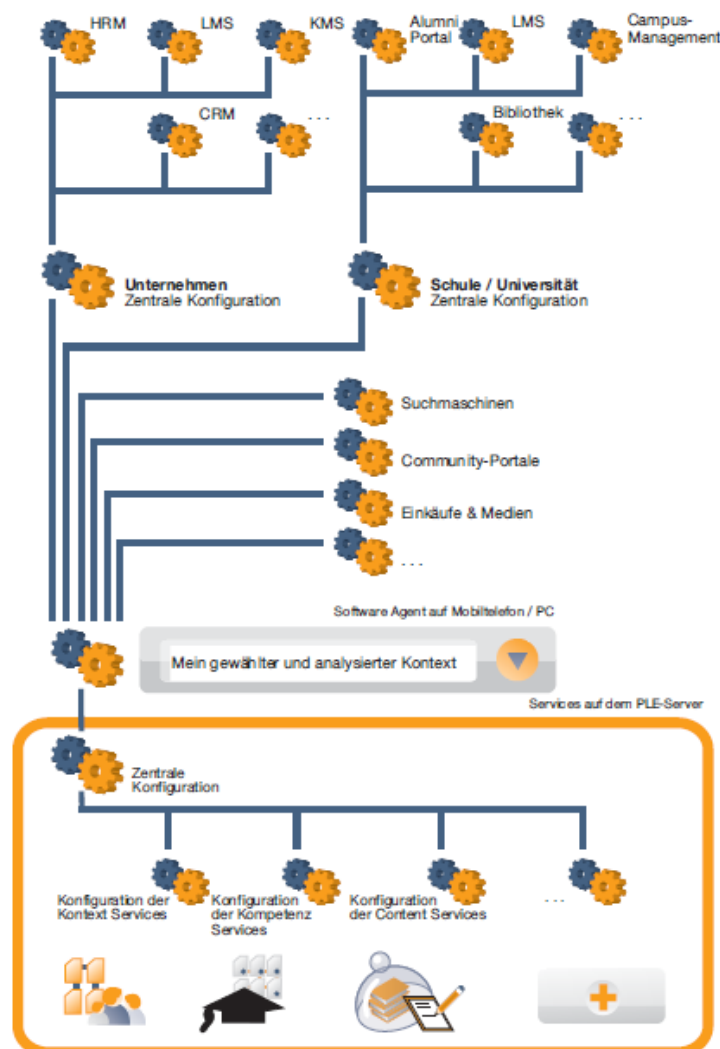 HRM
LMS
KMS
Alumni
Portal
LMS
Campus-
Management
CRM
...
Bibliothek
...
Unternehmen
Zentrale Konfiguration
Schule / Universität
Zentrale Konfiguration
Suchmaschinen
Community-Portale
Einkäufe & Medien
...
Software Agent auf Mobiltelefon / PC
Mein gewählter und analysierter Kontext
Services auf dem PLE-Server
Zentrale
Konfiguration
Konfiguration der
Kontext Services
Konfiguration
der Kompetenz
Services
Konfiguration
der Content Services
...